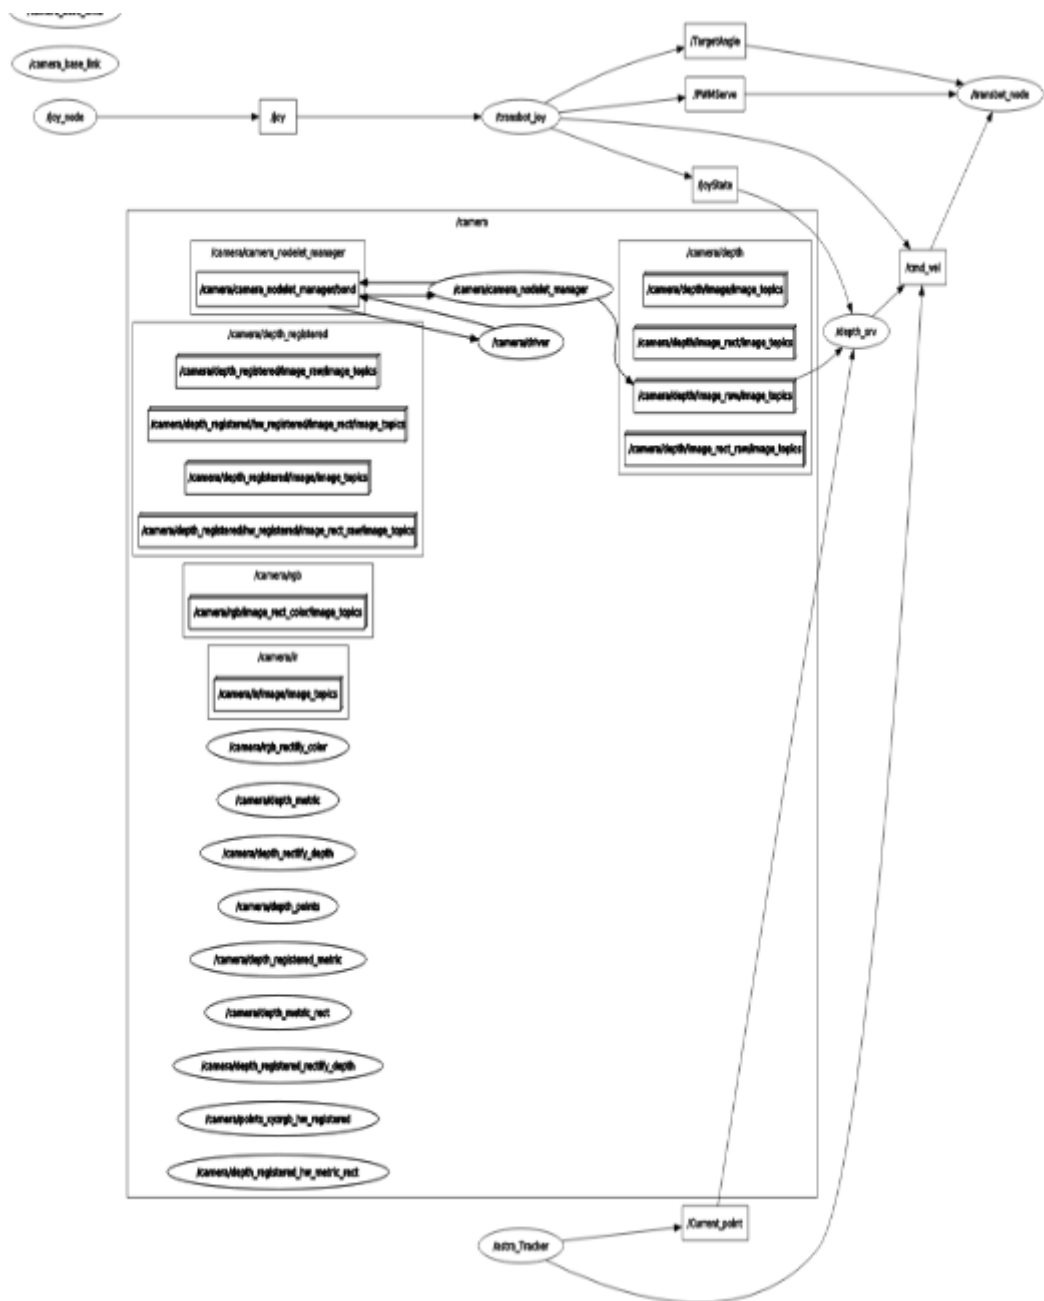 /camera_base_link
/joy_node
/joy
/transbot_joy
/TargetAngle
/PWMServo
/transbot_node
/JoyState
/cmd_vel
/depth_srv
/camera
/camera/camera_nodelet_manager
/camera/camera_nodelet_manager/bond
/camera/camera_nodelet_manager
/camera/driver
/camera/depth
/camera/depth/image/image_topics
/camera/depth/image_rect/image_topics
/camera/depth/image_raw/image_topics
/camera/depth/image_rect_raw/image_topics
/camera/depth_registered
/camera/depth_registered/image_raw/image_topics
/camera/depth_registered/hw_registered/image_rect/image_topics
/camera/depth_registered/image/image_topics
/camera/depth_registered/hw_registered/image_rect_raw/image_topics
/camera/rgb
/camera/rgb/image_rect_color/image_topics
/camera/ir
/camera/ir/image/image_topics
/camera/rgb_rectify_color
/camera/depth_metric
/camera/depth_rectify_depth
/camera/depth_points
/camera/depth_registered_metric
/camera/depth_metric_rect
/camera/depth_registered_rectify_depth
/camera/points_xyzrgb_hw_registered
/camera/depth_registered_hw_metric_rect
/Current_point
/astra_Tracker